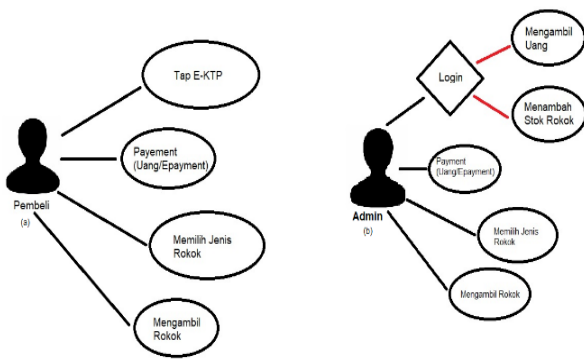 Tap E-KTP
Payement
(Uang/Epayment)
Pembeli
(a)
Memilih Jenis
Rokok
Mengambil
Rokok
Mengambil
Uang
Login
Menambah
Stok Rokok
Payment
(Uang/Epayment)
Admin
(b)
Memilih Jenis
Rokok
Mengambil Rokok